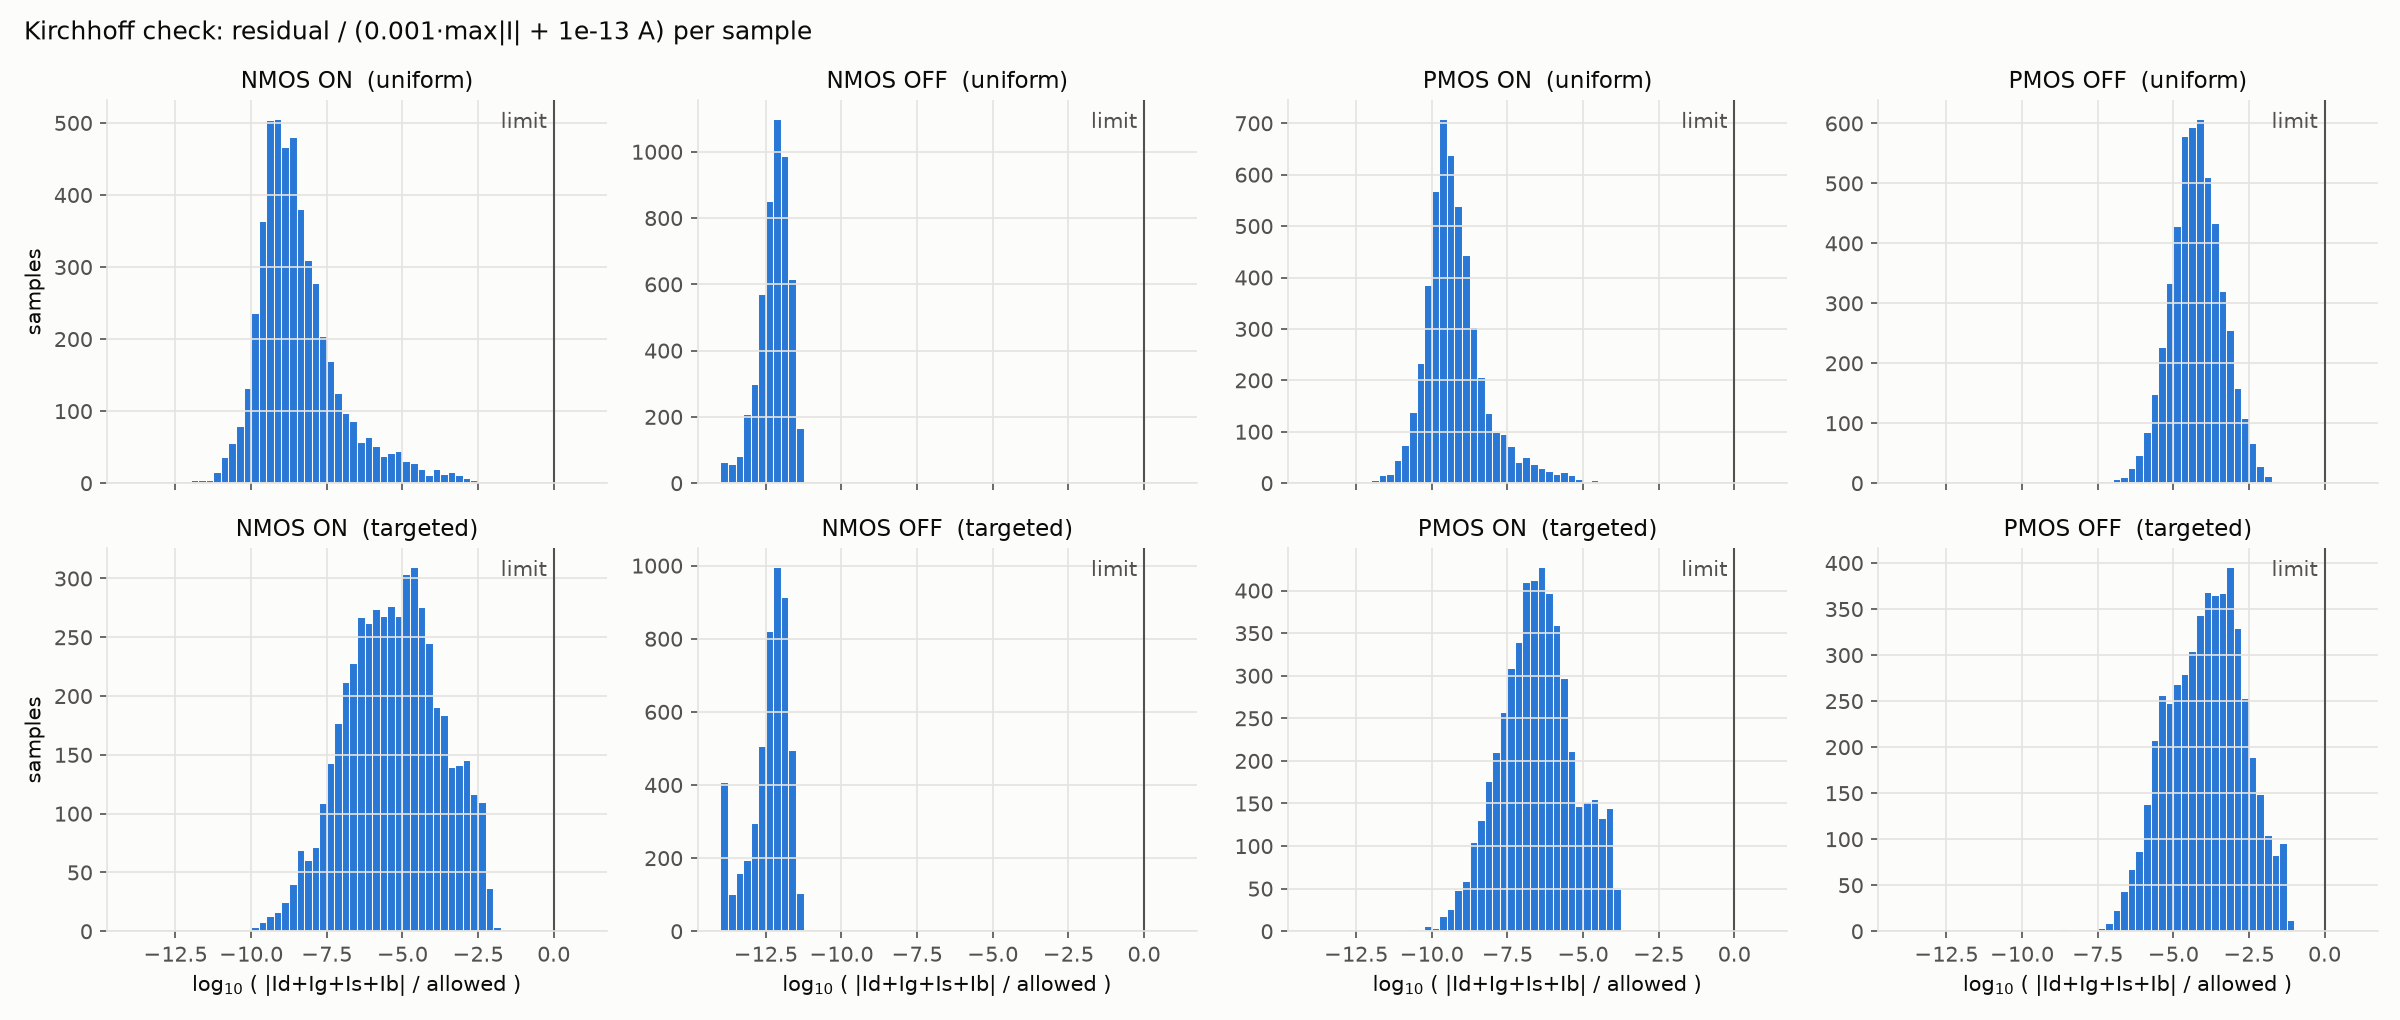 Kirchhoff check: residual / (0.001·max|I| + 1e-13 A) per sample
NMOS ON  (uniform)
NMOS OFF  (uniform)
PMOS ON  (uniform)
PMOS OFF  (uniform)
limit
limit
limit
limit
samples
500
400
300
200
100
0
1000
800
600
400
200
0
700
600
500
400
300
200
100
0
600
500
400
300
200
100
0
NMOS ON  (targeted)
NMOS OFF  (targeted)
PMOS ON  (targeted)
PMOS OFF  (targeted)
limit
limit
limit
limit
samples
300
250
200
150
100
50
0
1000
800
600
400
200
0
400
350
300
250
200
150
100
50
0
400
350
300
250
200
150
100
50
0
−12.5 −10.0 −7.5 −5.0 −2.5 0.0
−12.5 −10.0 −7.5 −5.0 −2.5 0.0
−12.5 −10.0 −7.5 −5.0 −2.5 0.0
−12.5 −10.0 −7.5 −5.0 −2.5 0.0
log₁₀ ( |Id+Ig+Is+Ib| / allowed )
log₁₀ ( |Id+Ig+Is+Ib| / allowed )
log₁₀ ( |Id+Ig+Is+Ib| / allowed )
log₁₀ ( |Id+Ig+Is+Ib| / allowed )